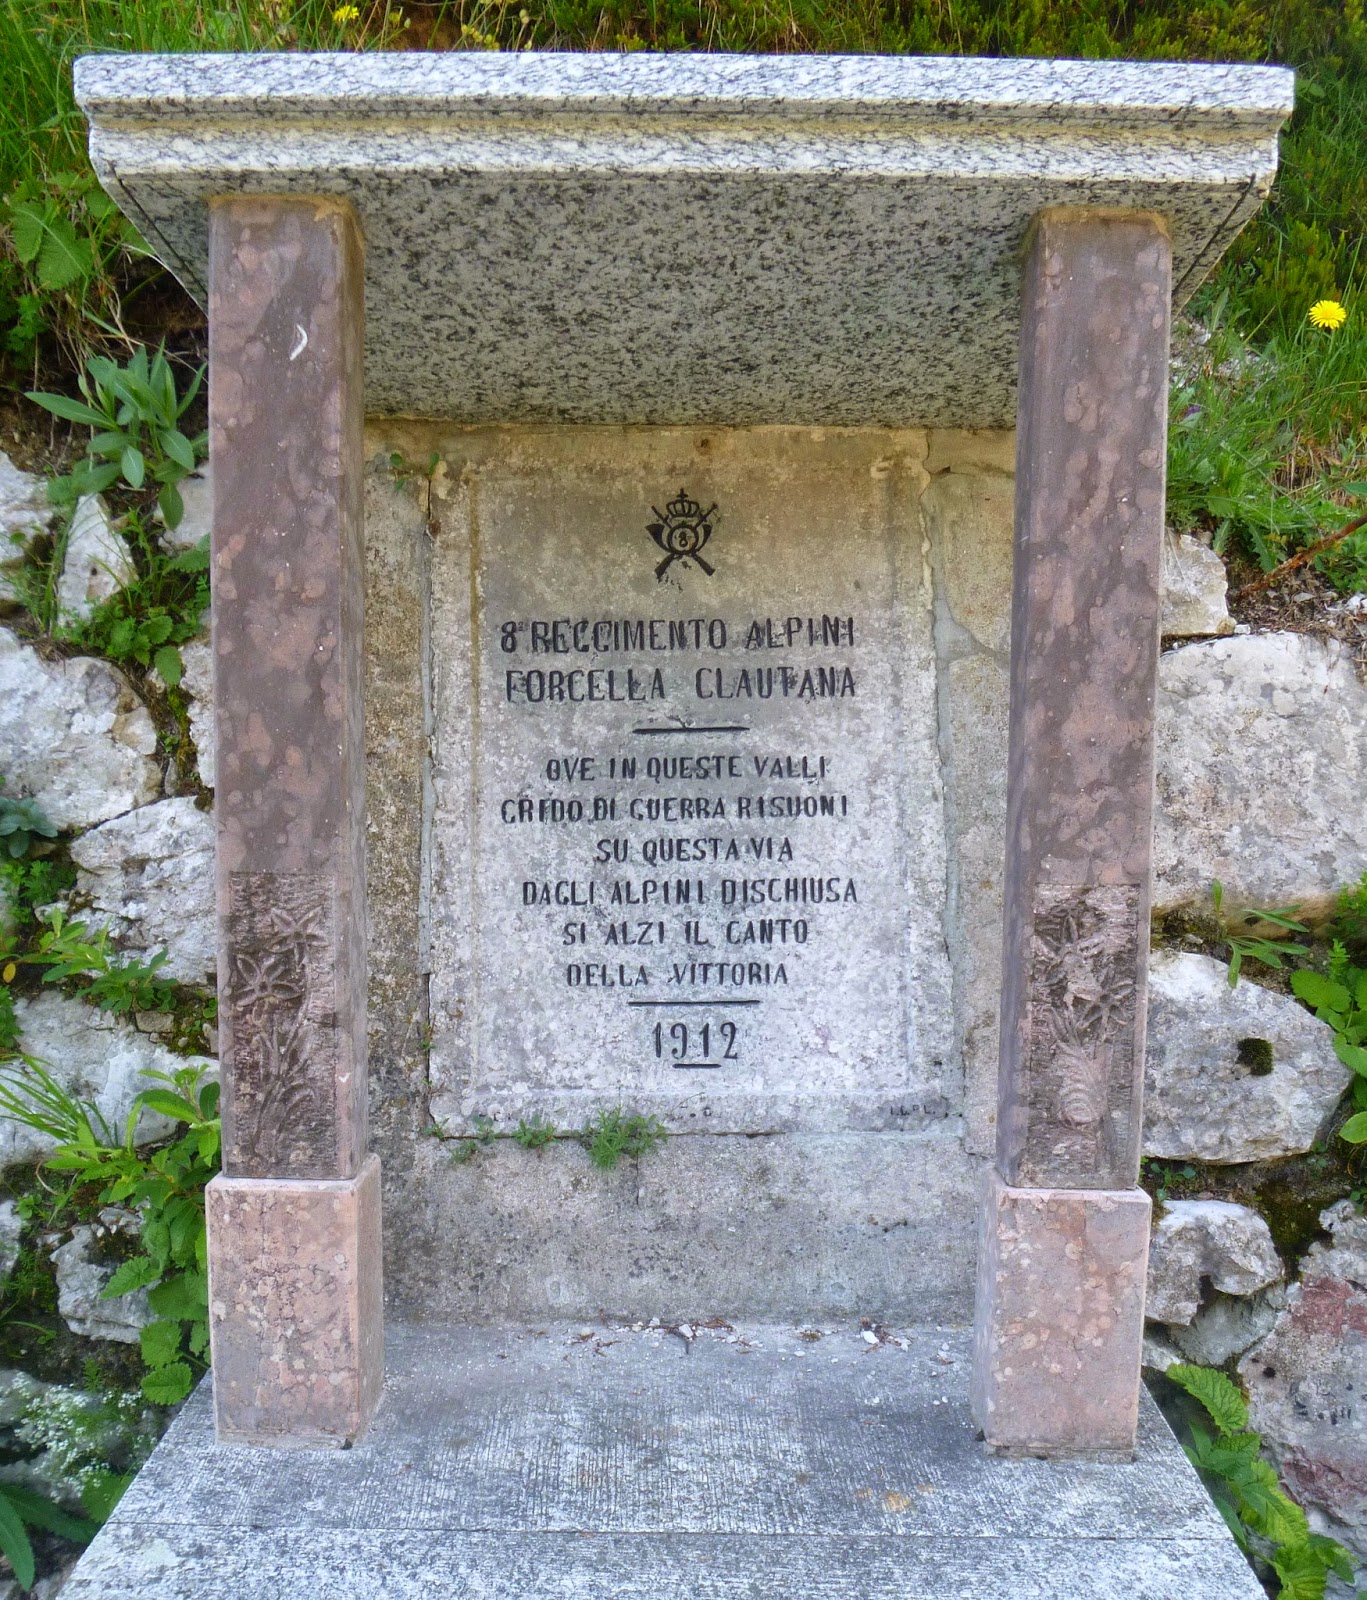 8
8º REGGIMENTO ALPINI
FORCELLA CLAUTANA
OVE IN QUESTE VALLI
GRIDO DI GUERRA RISUONI
SU QUESTA VIA
DAGLI ALPINI DISCHIUSA
SI ALZI IL CANTO
DELLA VITTORIA
1912